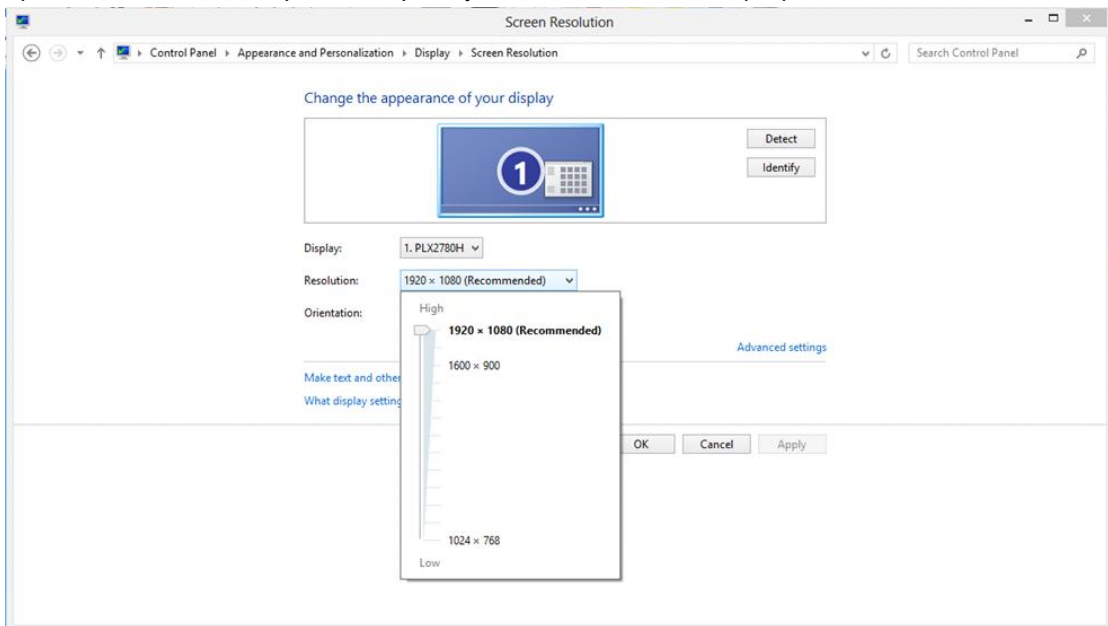 Screen Resolution
Control Panel Appearance and Personalization Display Screen Resolution
Search Control Panel
Change the appearance of your display
1
Detect
Identify
Display: 1. PLX2780H
Resolution: 1920 × 1080 (Recommended)
Orientation:
High
1920 × 1080 (Recommended)
1600 × 900
1024 × 768
Low
Advanced settings
Make text and other
What display setting
OK Cancel Apply